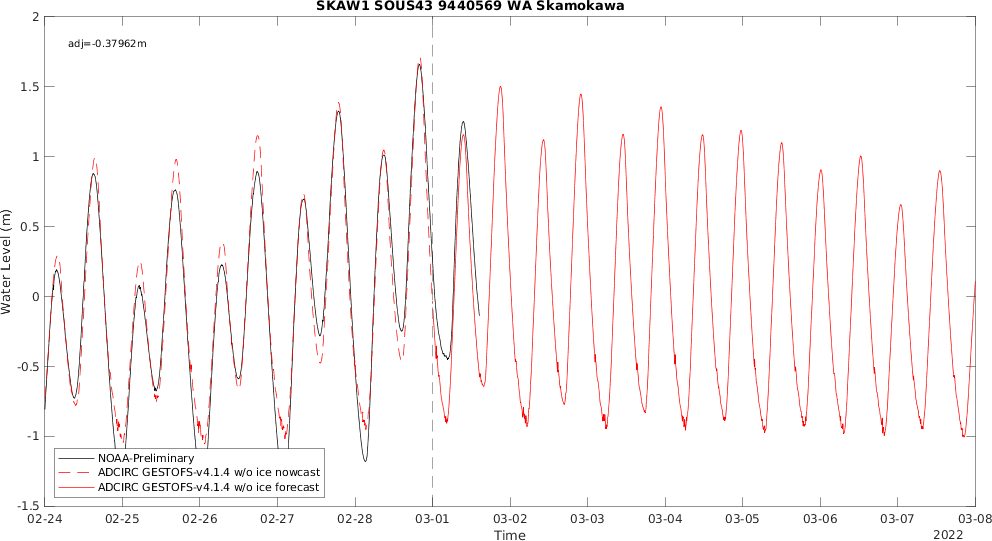 SKAW1 SOUS43 9440569 WA Skamokawa
adj=-0.37962m
2
1.5
1
0.5
0
-0.5
-1
-1.5
Water Level (m)
NOAA-Preliminary
ADCIRC GESTOFS-v4.1.4 w/o ice nowcast
ADCIRC GESTOFS-v4.1.4 w/o ice forecast
02-24 02-25 02-26 02-27 02-28 03-01 03-02 03-03 03-04 03-05 03-06 03-07 03-08
Time
2022